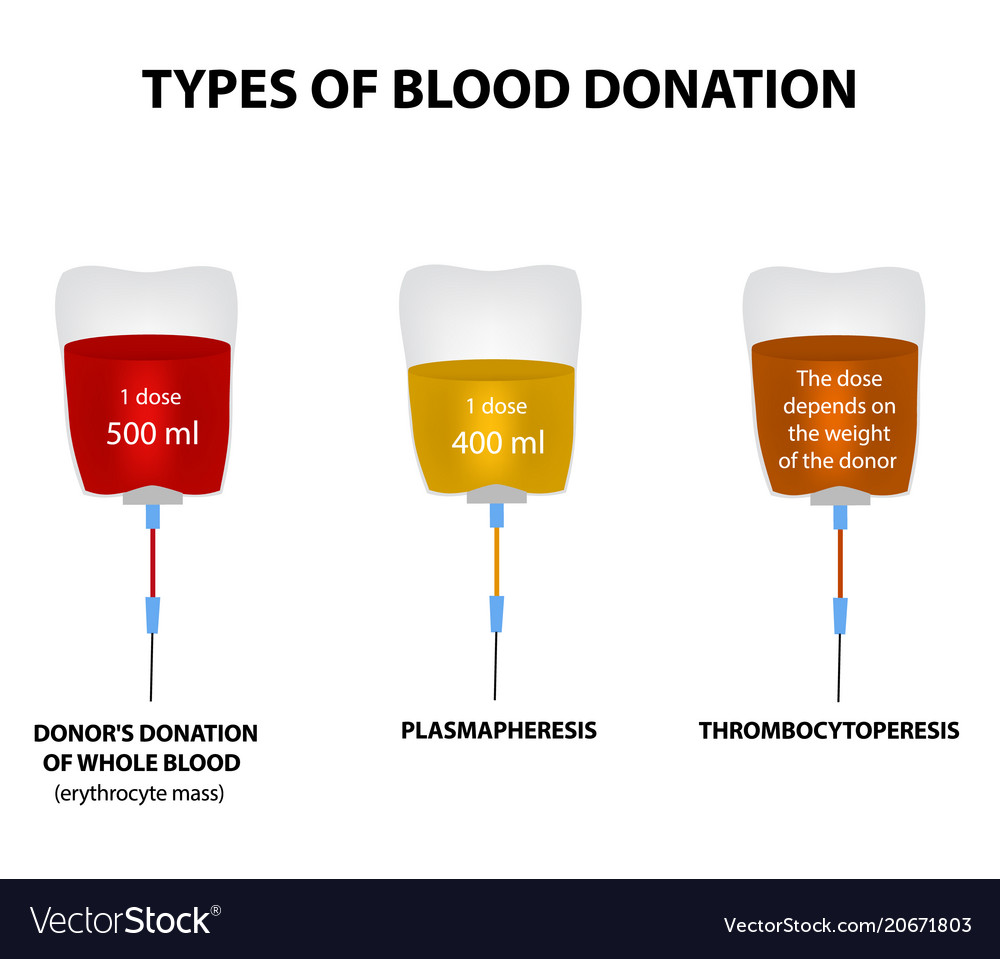 TYPES OF BLOOD DONATION
1 dose
500 ml
1 dose
400 ml
The dose
depends on
the weight
of the donor
DONOR'S DONATION
OF WHOLE BLOOD
(erythrocyte mass)
PLASMAPHERESIS
THROMBOCYTOPERESIS
VectorStock®
VectorStock.com/20671803